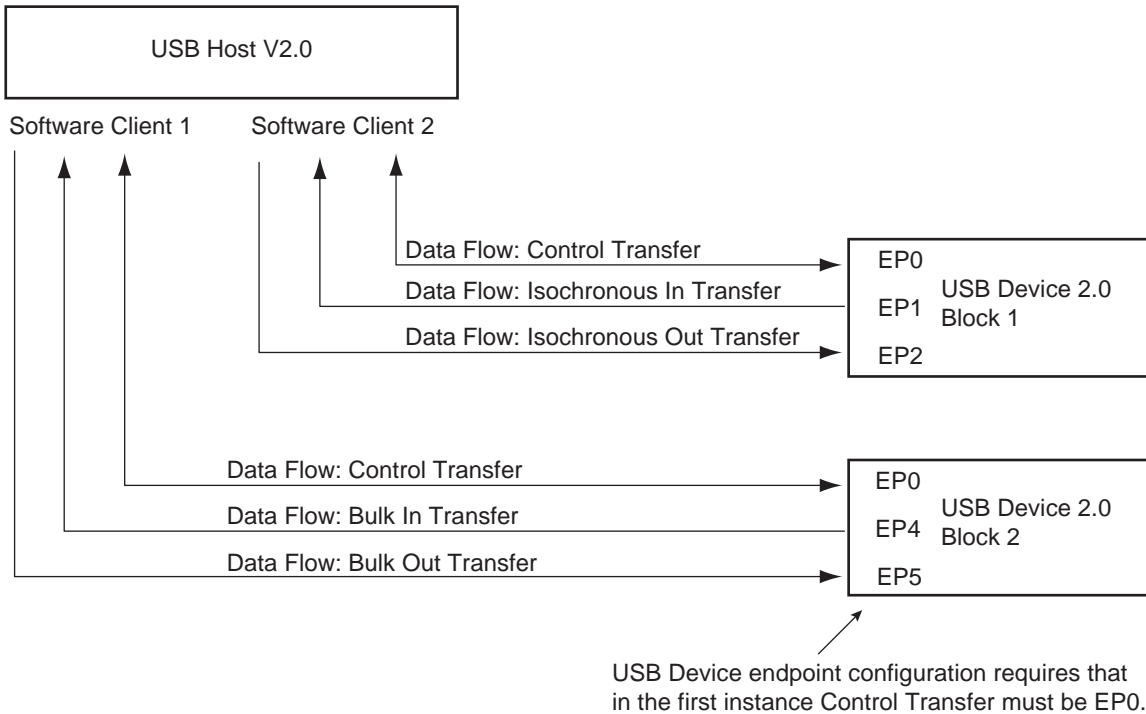 USB Host V2.0
Software Client 1
Software Client 2
Data Flow: Control Transfer
Data Flow: Isochronous In Transfer
Data Flow: Isochronous Out Transfer
EP0
EP1
EP2
USB Device 2.0
Block 1
Data Flow: Control Transfer
Data Flow: Bulk In Transfer
Data Flow: Bulk Out Transfer
EP0
EP4
EP5
USB Device 2.0
Block 2
USB Device endpoint configuration requires that
in the first instance Control Transfer must be EP0.